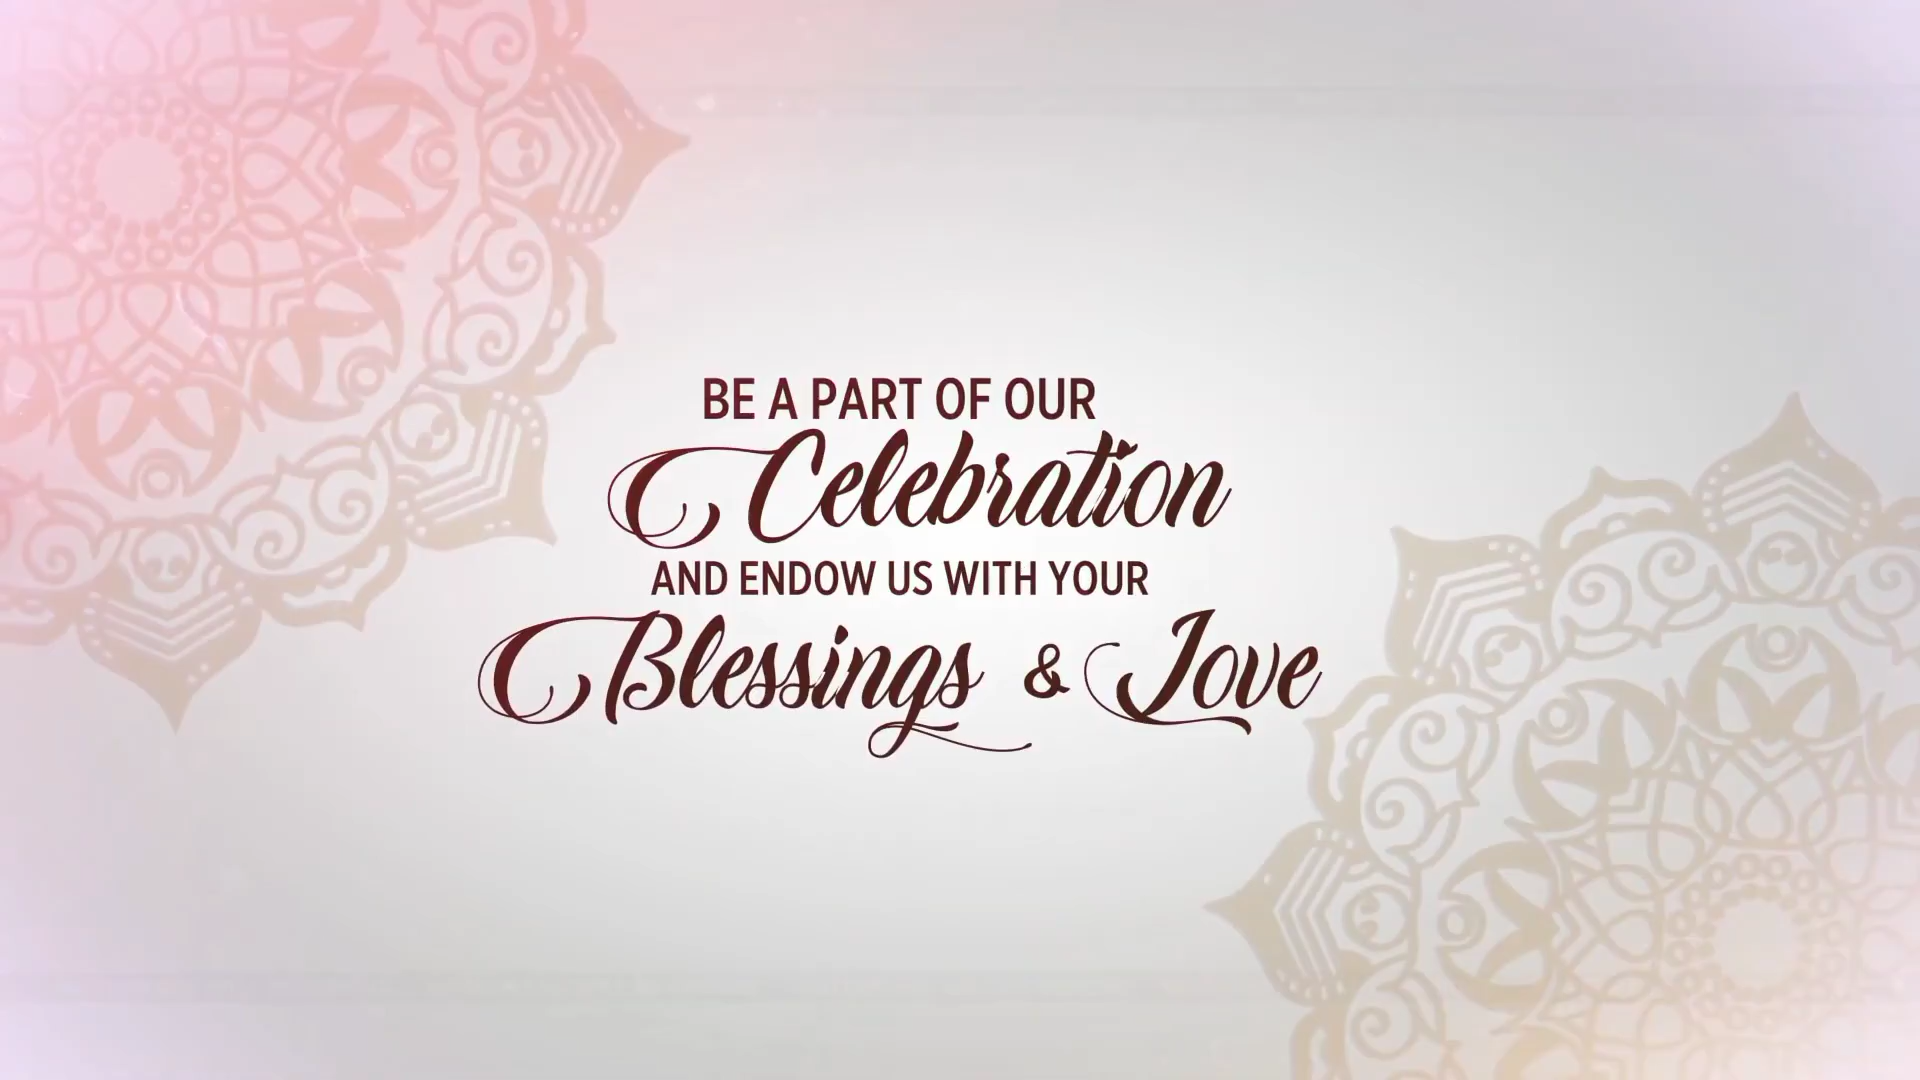 BE A PART OF OUR
Celebration
AND ENDOW US WITH YOUR
Blessings & Love